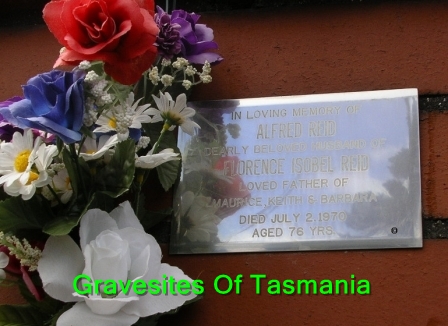 IN LOVING MEMORY OF
ALFRED REID
DEARLY BELOVED HUSBAND OF
FLORENCE ISOBEL REID
LOVED FATHER OF
MAURICE, KEITH & BARBARA
DIED JULY 2, 1970
AGED 76 YRS.
Gravesites Of Tasmania